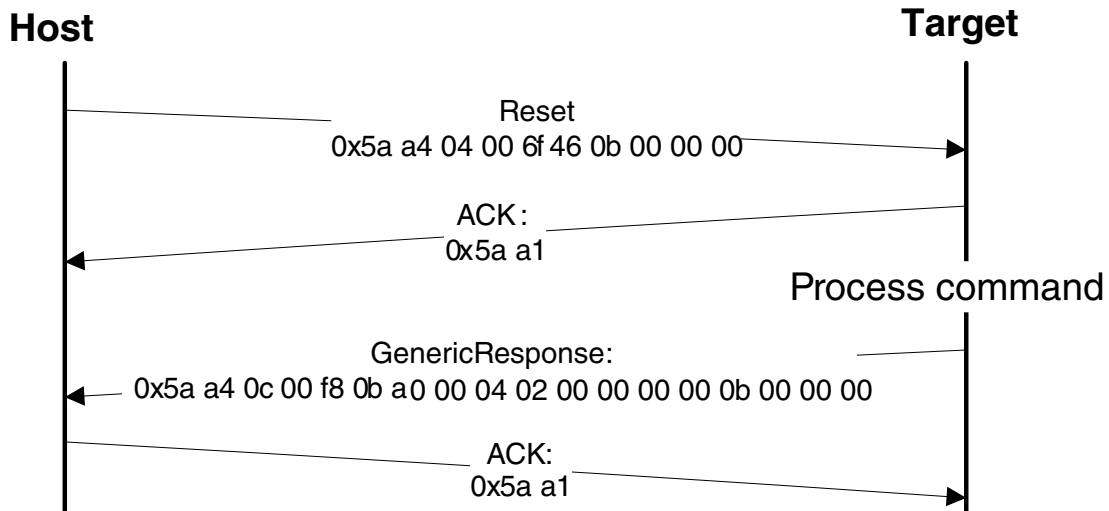 Host
Target
Reset
0x5a a4 04 00 6f 46 0b 00 00 00
ACK:
0x5a a1
Process command
GenericResponse:
0x5a a4 0c 00 f8 0b a0 00 04 02 00 00 00 00 0b 00 00 00
ACK:
0x5a a1